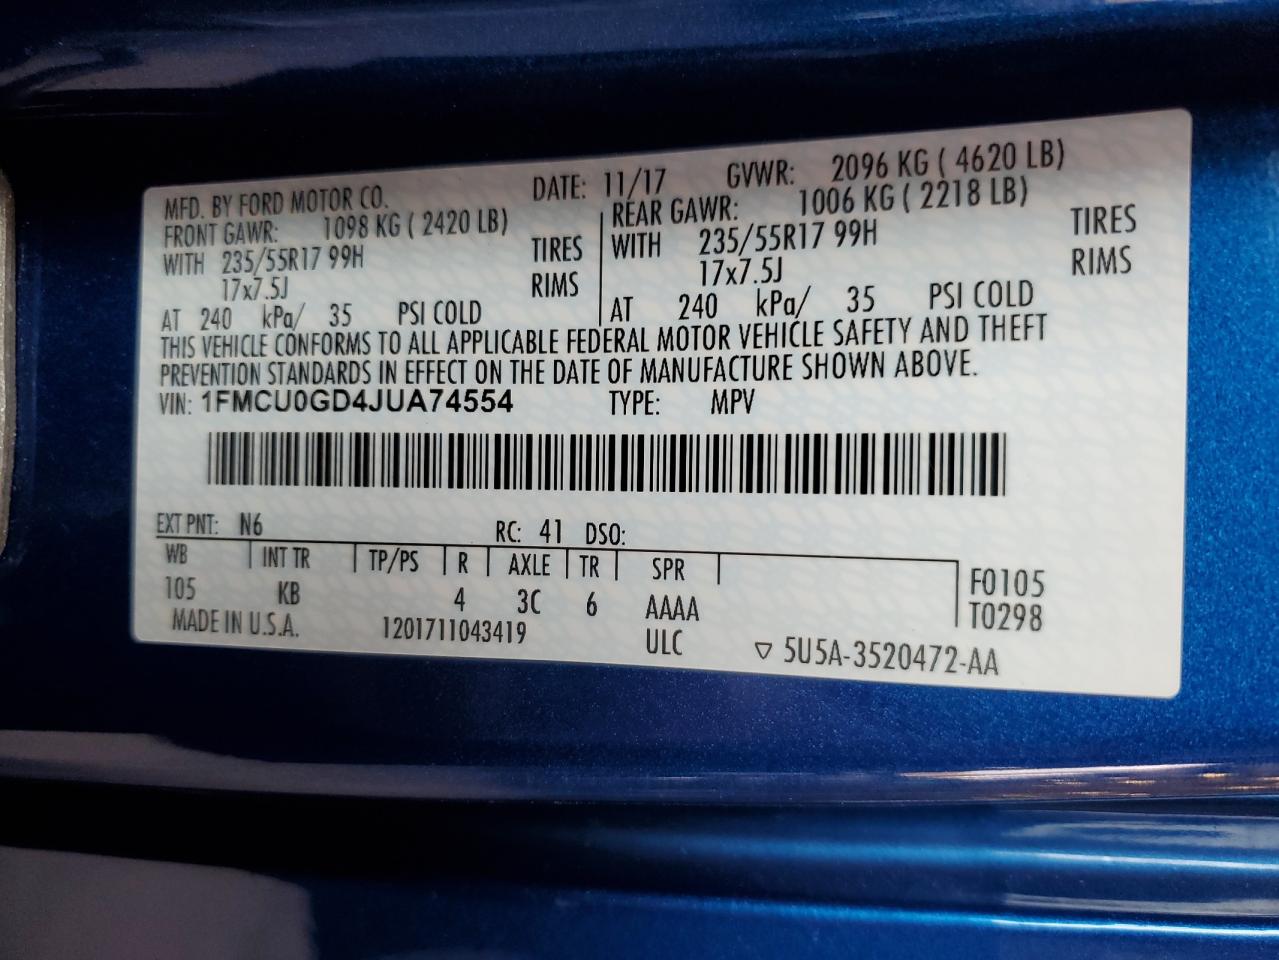 MFD. BY FORD MOTOR CO. DATE: 11/17 GVWR: 2096 KG ( 4620 LB)
FRONT GAWR: 1098 KG ( 2420 LB) REAR GAWR: 1006 KG ( 2218 LB)
WITH 235/55R17 99H TIRES WITH 235/55R17 99H TIRES
17x7.5J RIMS 17x7.5J RIMS
AT 240 kPa/ 35 PSI COLD AT 240 kPa/ 35 PSI COLD
THIS VEHICLE CONFORMS TO ALL APPLICABLE FEDERAL MOTOR VEHICLE SAFETY AND THEFT
PREVENTION STANDARDS IN EFFECT ON THE DATE OF MANUFACTURE SHOWN ABOVE.
VIN: 1FMCU0GD4JUA74554 TYPE: MPV
EXT PNT: N6 RC: 41 DSO:
WB INT TR TP/PS R AXLE TR SPR F0105
105 KB 4 3C 6 AAAA T0298
MADE IN U.S.A. 1201711043419 ULC ▽ 5U5A-3520472-AA